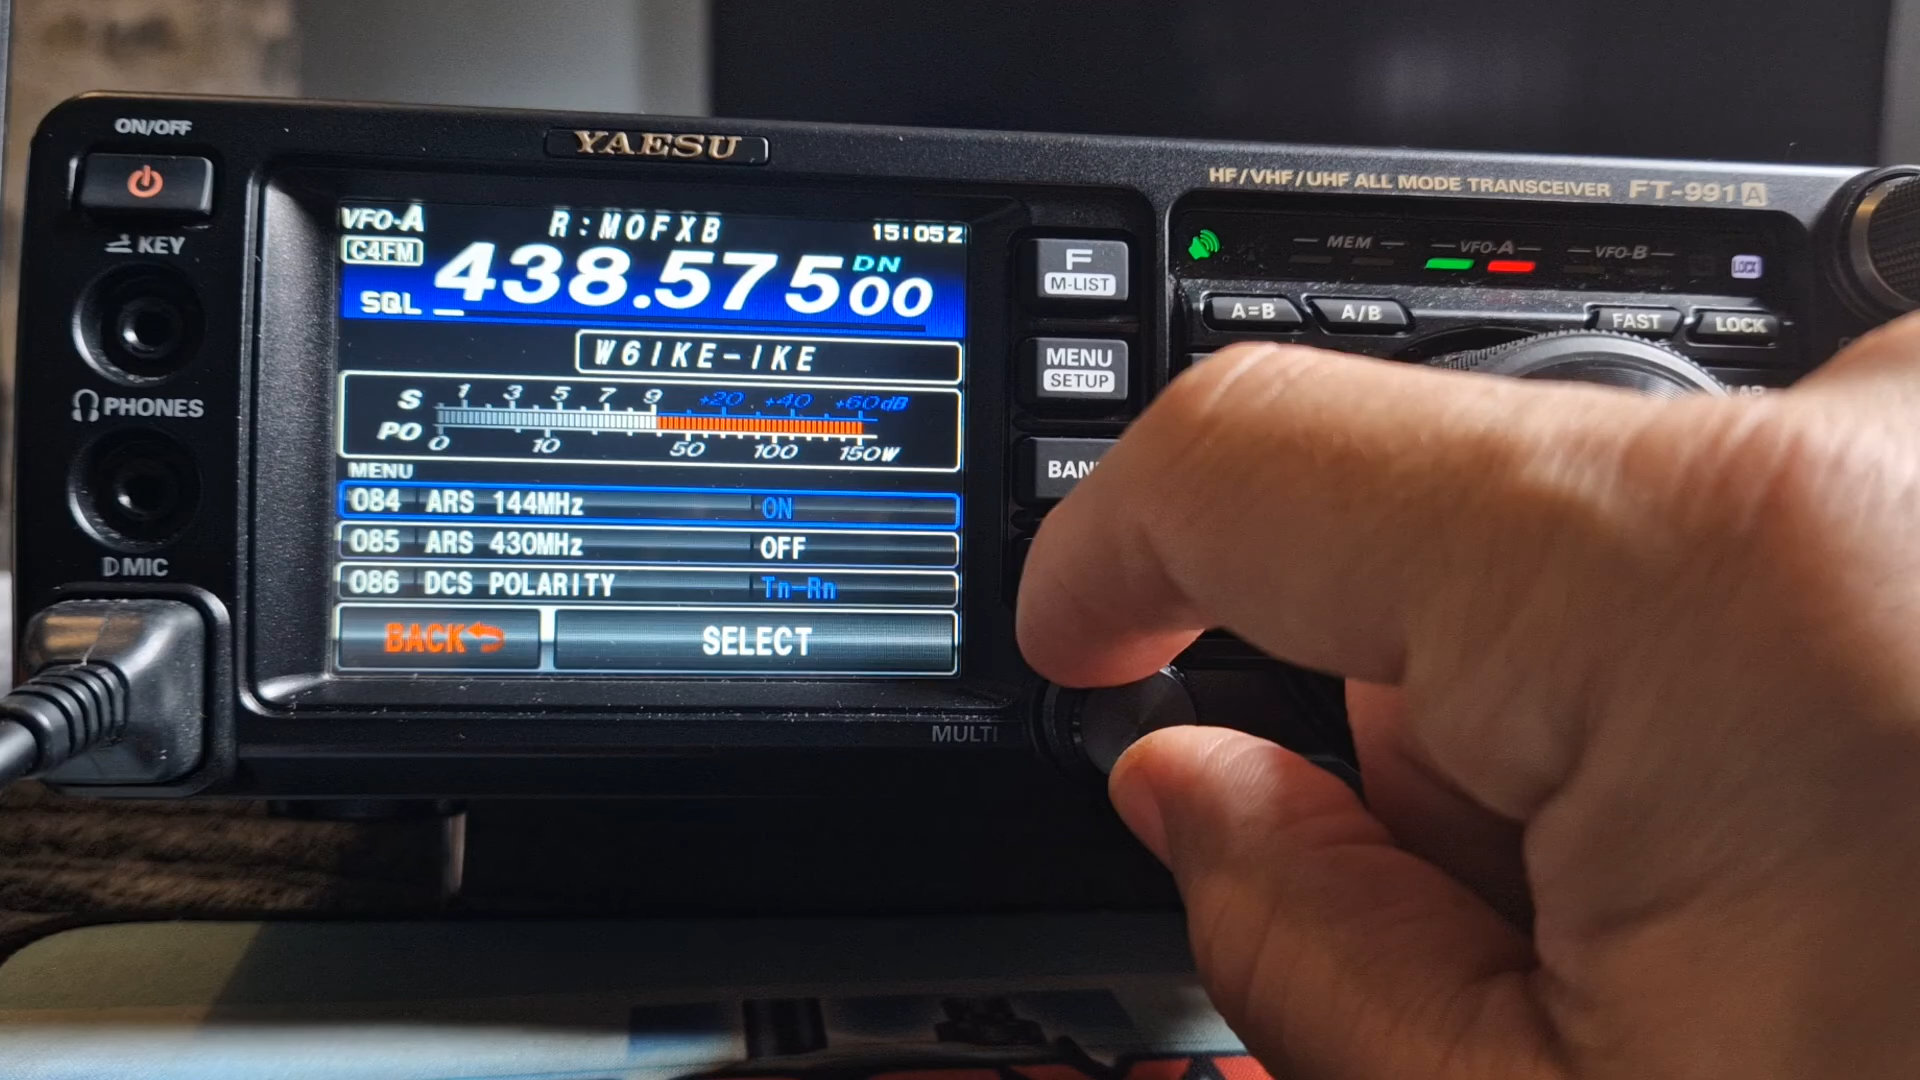 ON/OFF
YAESU
HF/VHF/UHF ALL MODE TRANSCEIVER FT-991A
KEY
PHONES
D MIC
VFO-A R:M0FXB 15:05Z
C4FM 438.57500 DN
SQL
W6IKE-IKE
S 1 3 5 7 9 +20 +40 +60dB
PO 0 10 50 100 150W
MENU
084 ARS 144MHz ON
085 ARS 430MHz OFF
086 DCS POLARITY Tn-Rn
BACK SELECT
MULTI
F
M-LIST
MENU
SETUP
MEM VFO-A VFO-B LOCK
A=B A/B FAST LOCK